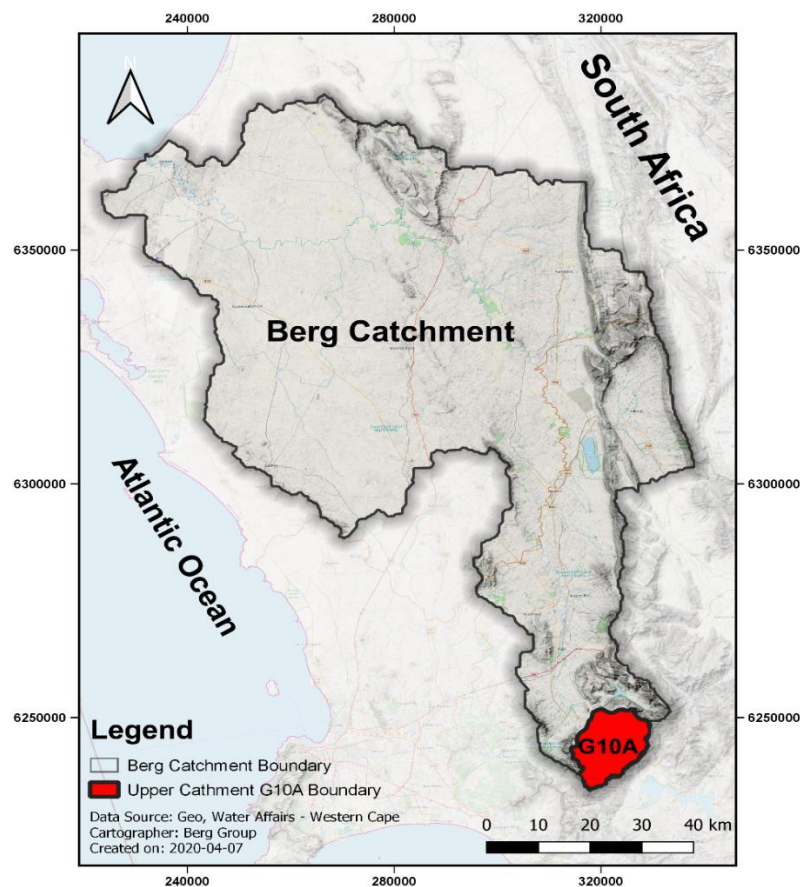 240000 280000 320000
N
South Africa
6350000 6350000
Berg Catchment
6300000 6300000
Atlantic Ocean
6250000 6250000
G10A
Legend
Berg Catchment Boundary
Upper Cathment G10A Boundary
Data Source: Geo, Water Affairs - Western Cape
Cartographer: Berg Group
Created on: 2020-04-07
0 10 20 30 40 km
240000 280000 320000